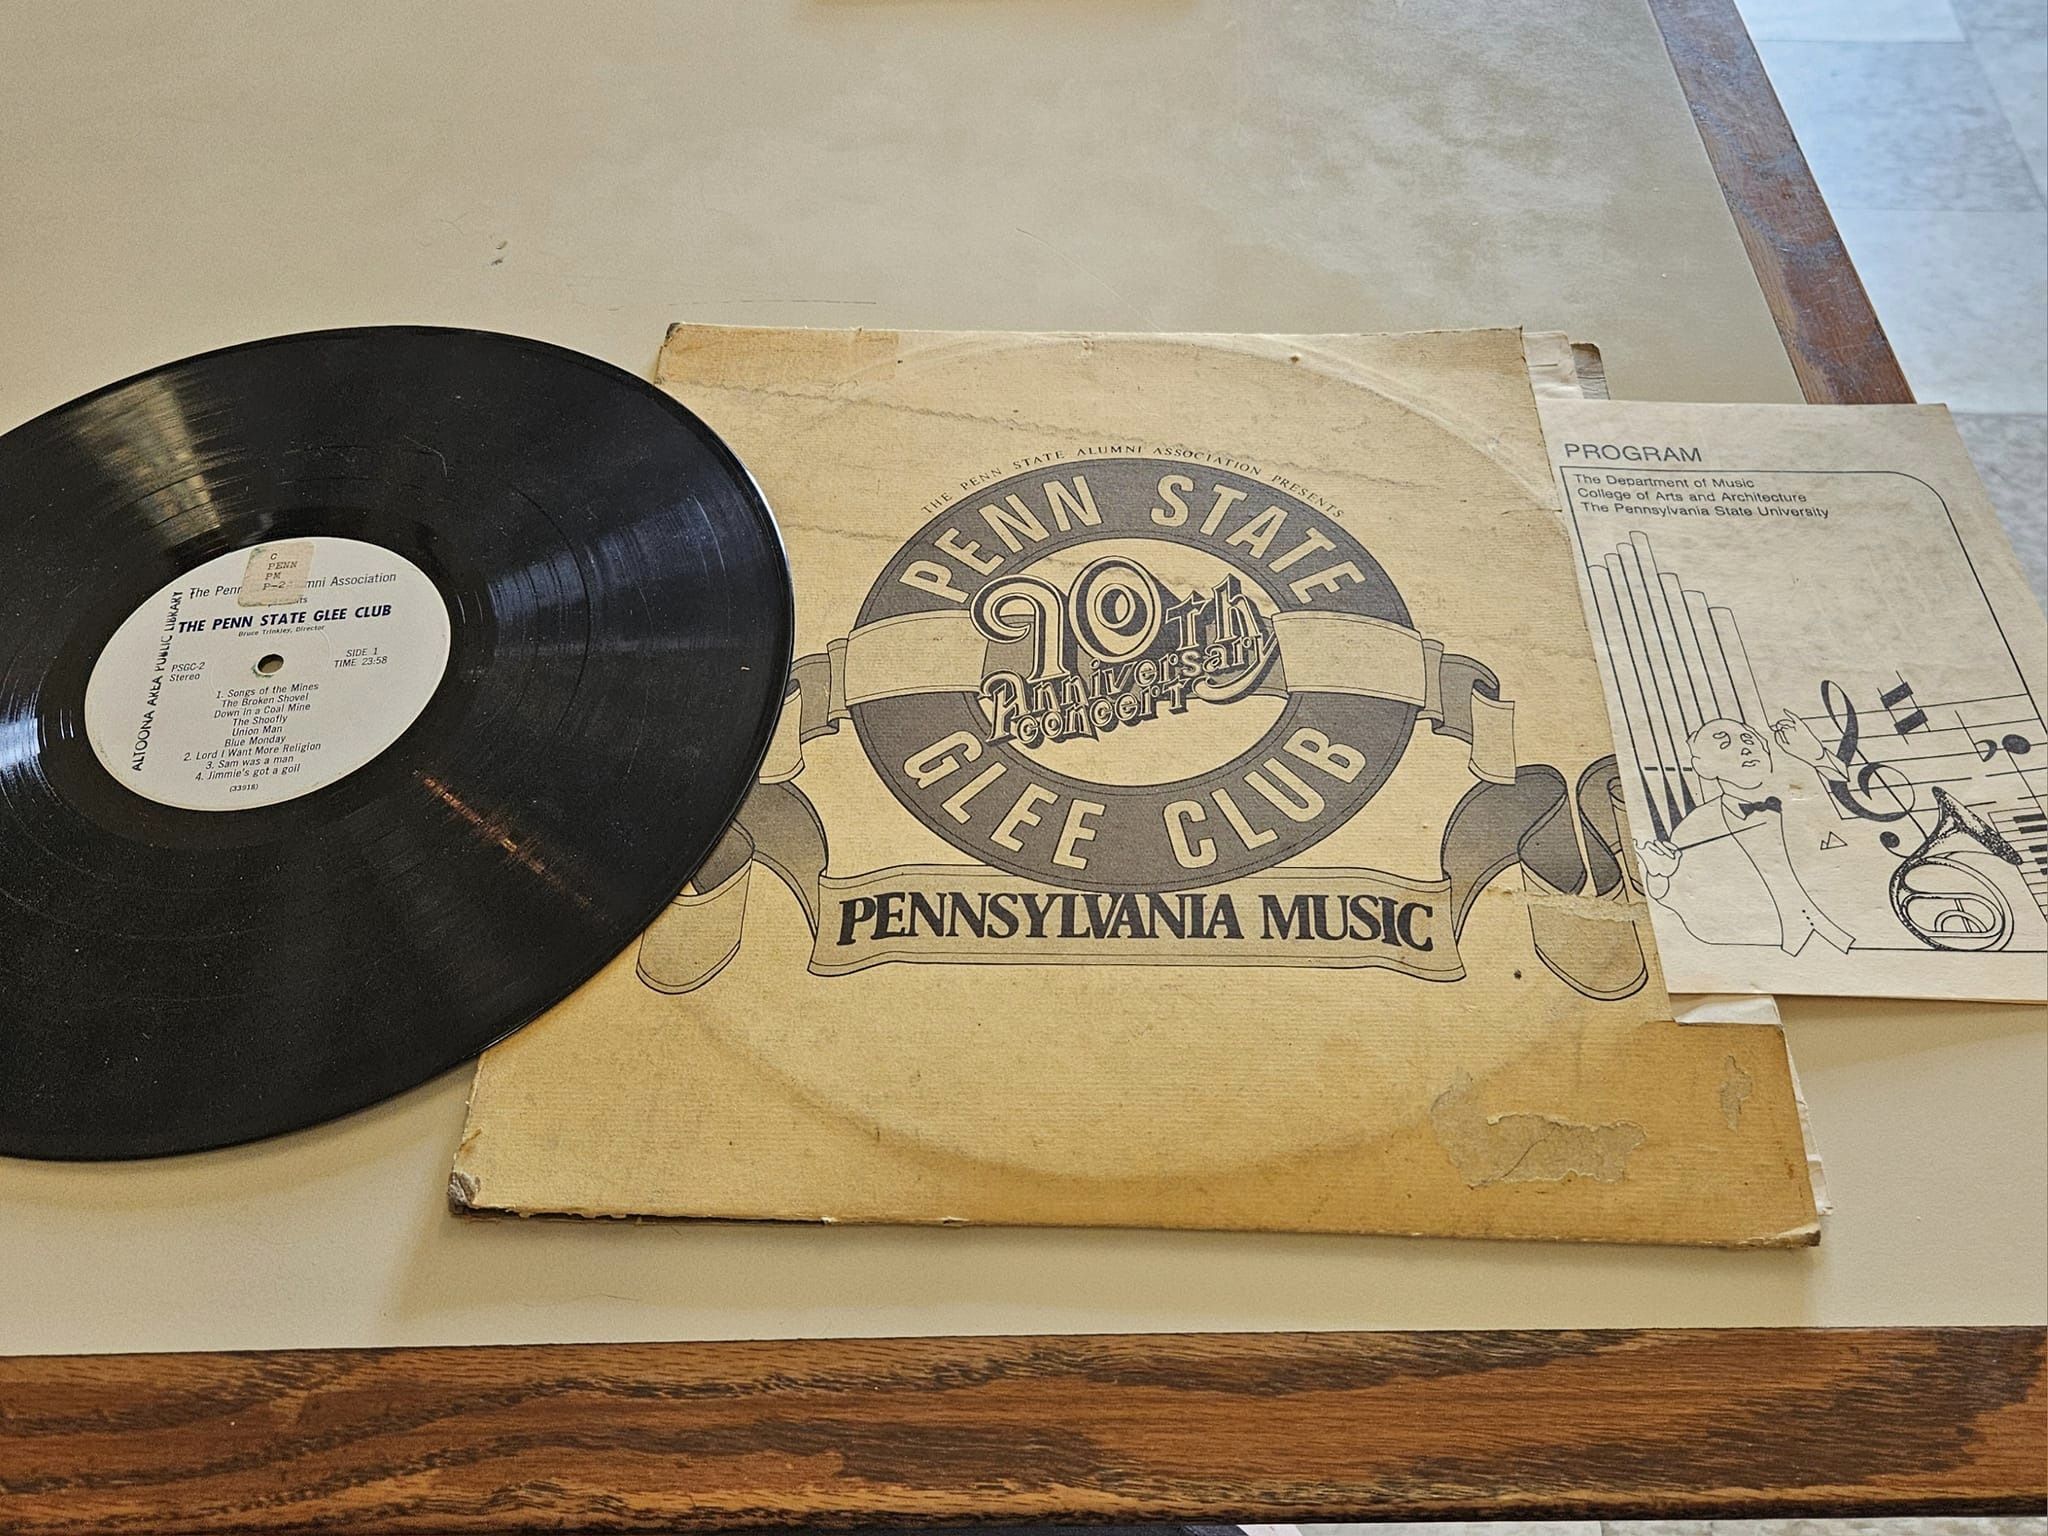 C
PENN
PM
P-2
The Penn mni Association
THE PENN STATE GLEE CLUB
Bruce Trinkley, Director
PSGC-2
Stereo
SIDE 1
TIME 23:58
1. Songs of the Mines
The Broken Shovel
Down in a Coal Mine
The Shoofly
Union Man
Blue Monday
2. Lord I Want More Religion
3. Sam was a man
4. Jimmie's got a goil
(33918)
ALTOONA AREA PUBLIC LIBRARY
THE PENN STATE ALUMNI ASSOCIATION PRESENTS
PENN STATE
90th
Anniversary
concert
GLEE CLUB
PENNSYLVANIA MUSIC
PROGRAM
The Department of Music
College of Arts and Architecture
The Pennsylvania State University